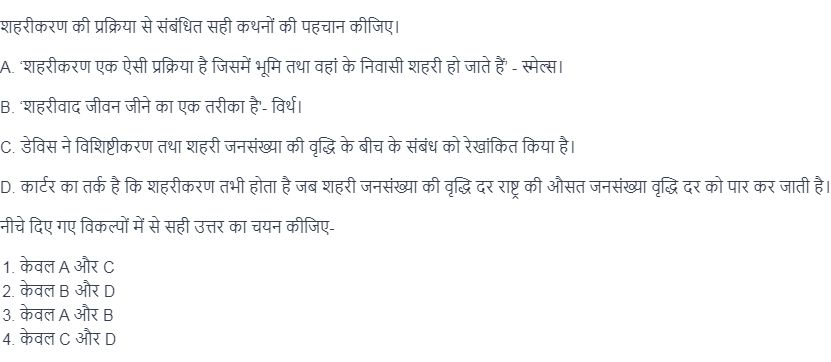 शहरीकरण की प्रक्रिया से संबंधित सही कथनों की पहचान कीजिए।
A. 'शहरीकरण एक ऐसी प्रक्रिया है जिसमें भूमि तथा वहां के निवासी शहरी हो जाते हैं' - स्मेल्स।
B. 'शहरीवाद जीवन जीने का एक तरीका है'- विर्थ।
C. डेविस ने विशिष्टीकरण तथा शहरी जनसंख्या की वृद्धि के बीच के संबंध को रेखांकित किया है।
D. कार्टर का तर्क है कि शहरीकरण तभी होता है जब शहरी जनसंख्या की वृद्धि दर राष्ट्र की औसत जनसंख्या वृद्धि दर को पार कर जाती है।
नीचे दिए गए विकल्पों में से सही उत्तर का चयन कीजिए-
1. केवल A और C
2. केवल B और D
3. केवल A और B
4. केवल C और D